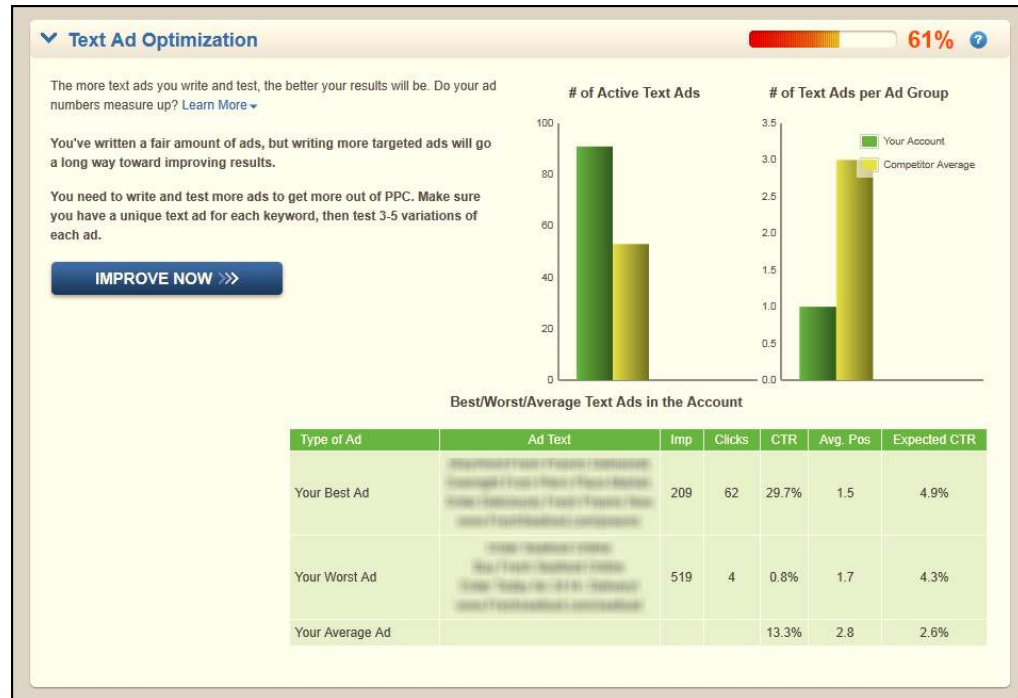 Text Ad Optimization
61%
?
The more text ads you write and test, the better your results will be. Do your ad
numbers measure up? Learn More
You've written a fair amount of ads, but writing more targeted ads will go
a long way toward improving results.
You need to write and test more ads to get more out of PPC. Make sure
you have a unique text ad for each keyword, then test 3-5 variations of
each ad.
IMPROVE NOW >>>
# of Active Text Ads
100
80
60
40
20
0
# of Text Ads per Ad Group
3.5
3.0
2.5
2.0
1.5
1.0
0.5
0.0
Your Account
Competitor Average
Best/Worst/Average Text Ads in the Account
Type of Ad Ad Text Imp Clicks CTR Avg. Pos Expected CTR
Your Best Ad 209 62 29.7% 1.5 4.9%
Your Worst Ad 519 4 0.8% 1.7 4.3%
Your Average Ad 13.3% 2.8 2.6%